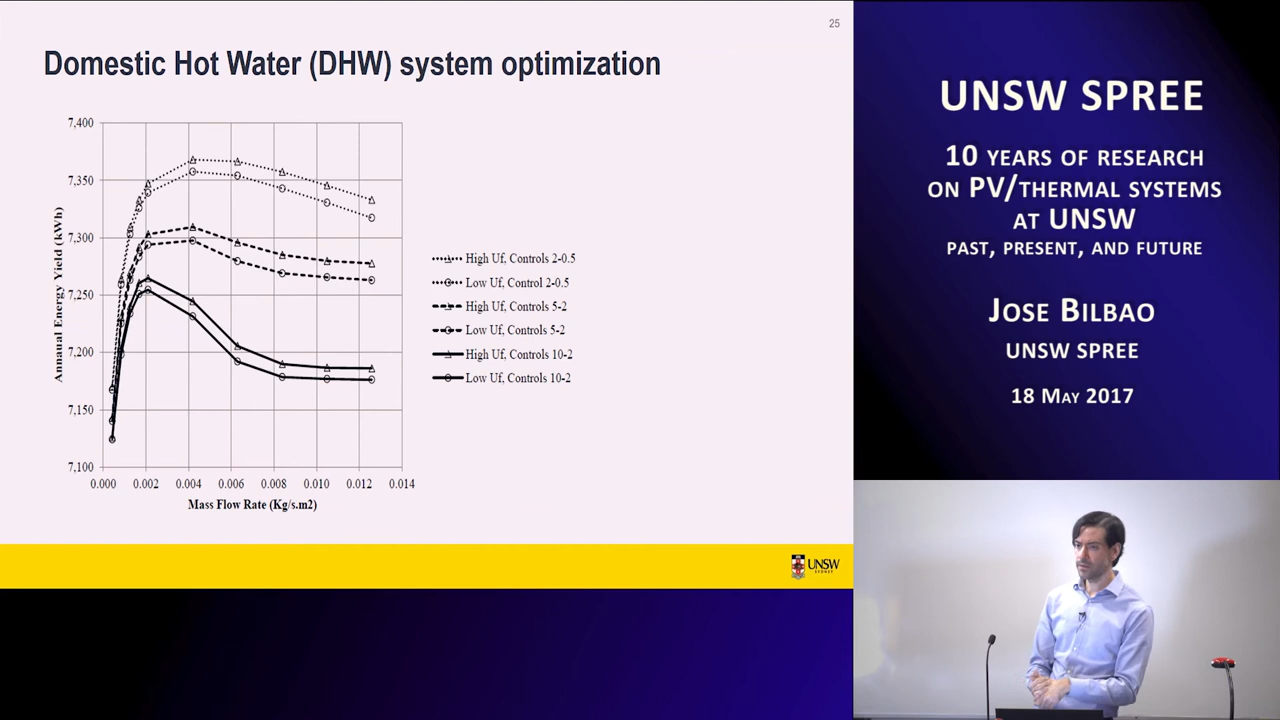 25
Domestic Hot Water (DHW) system optimization
7,400
7,350
7,300
7,250
7,200
7,150
7,100
Annaual Energy Yield (kWh)
0.000 0.002 0.004 0.006 0.008 0.010 0.012 0.014
Mass Flow Rate (Kg/s.m2)
High Uf, Controls 2-0.5
Low Uf, Control 2-0.5
High Uf, Controls 5-2
Low Uf, Controls 5-2
High Uf, Controls 10-2
Low Uf, Controls 10-2
UNSW
SYDNEY
UNSW SPREE
10 YEARS OF RESEARCH
ON PV/THERMAL SYSTEMS
AT UNSW
PAST, PRESENT, AND FUTURE
JOSE BILBAO
UNSW SPREE
18 MAY 2017